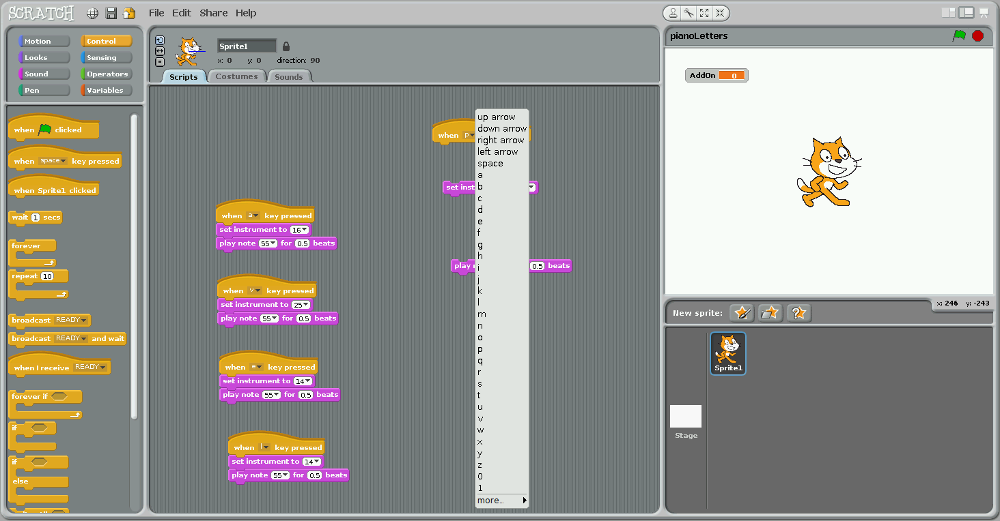 SCRATCH File Edit Share Help
Motion Control
Looks Sensing
Sound Operators
Pen Variables
when clicked
when space key pressed
when Sprite1 clicked
wait 1 secs
forever
repeat 10
broadcast READY
broadcast READY and wait
when I receive READY
forever if
if
if
else
Sprite1
x: 0 y: 0 direction: 90
Scripts Costumes Sounds
when a key pressed
set instrument to 16
play note 55 for 0.5 beats
when v key pressed
set instrument to 25
play note 55 for 0.5 beats
when e key pressed
set instrument to 14
play note 55 for 0.5 beats
when l key pressed
set instrument to 14
play note 55 for 0.5 beats
when p
set inst
play
0.5 beats
up arrow
down arrow
right arrow
left arrow
space
a
b
c
d
e
f
g
h
i
j
k
l
m
n
o
p
q
r
s
t
u
v
w
x
y
z
0
1
more...
pianoLetters
AddOn 0
x: 246 y: -243
New sprite:
Sprite1
Stage